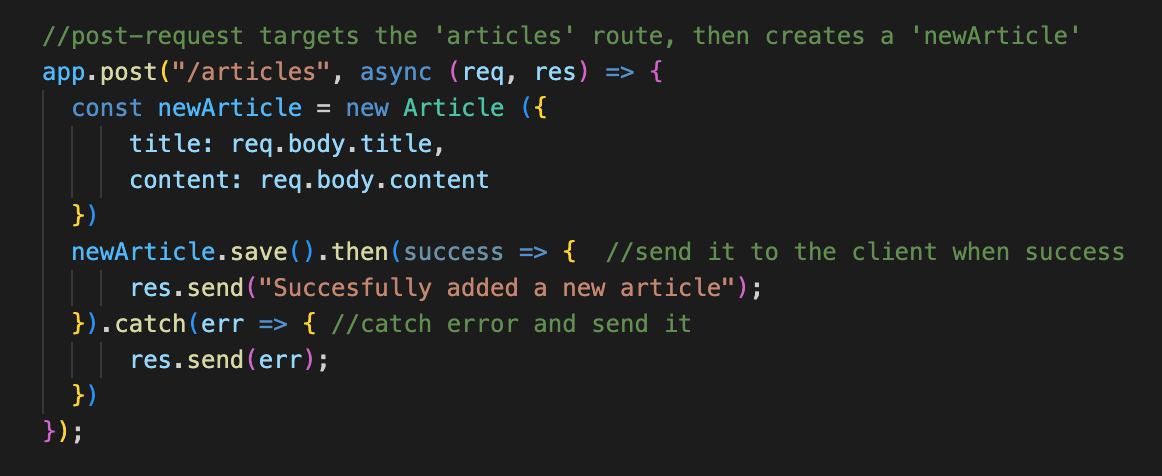 //post-request targets the 'articles' route, then creates a 'newArticle'
app.post("/articles", async (req, res) => {
  const newArticle = new Article ({
      title: req.body.title,
      content: req.body.content
  })
  newArticle.save().then(success => {  //send it to the client when success
      res.send("Succesfully added a new article");
  }).catch(err => { //catch error and send it
      res.send(err);
  })
});